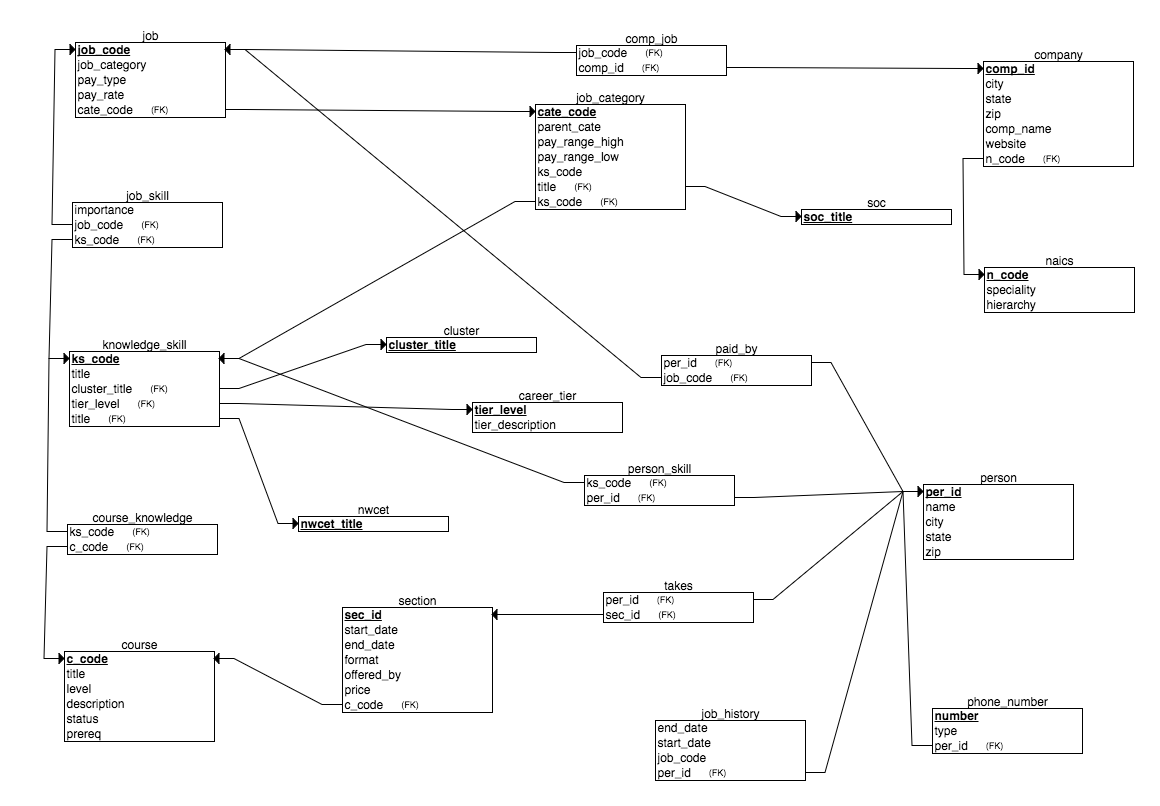 job
job_code
job_category
pay_type
pay_rate
cate_code (FK)
comp_job
job_code (FK)
comp_id (FK)
company
comp_id
city
state
zip
comp_name
website
n_code (FK)
job_category
cate_code
parent_cate
pay_range_high
pay_range_low
ks_code
title (FK)
ks_code (FK)
job_skill
importance
job_code (FK)
ks_code (FK)
soc
soc_title
naics
n_code
speciality
hierarchy
knowledge_skill
ks_code
title
cluster_title (FK)
tier_level (FK)
title (FK)
cluster
cluster_title
paid_by
per_id (FK)
job_code (FK)
career_tier
tier_level
tier_description
person_skill
ks_code (FK)
per_id (FK)
person
per_id
name
city
state
zip
nwcet
nwcet_title
course_knowledge
ks_code (FK)
c_code (FK)
takes
per_id (FK)
sec_id (FK)
section
sec_id
start_date
end_date
format
offered_by
price
c_code (FK)
course
c_code
title
level
description
status
prereq
job_history
end_date
start_date
job_code
per_id (FK)
phone_number
number
type
per_id (FK)